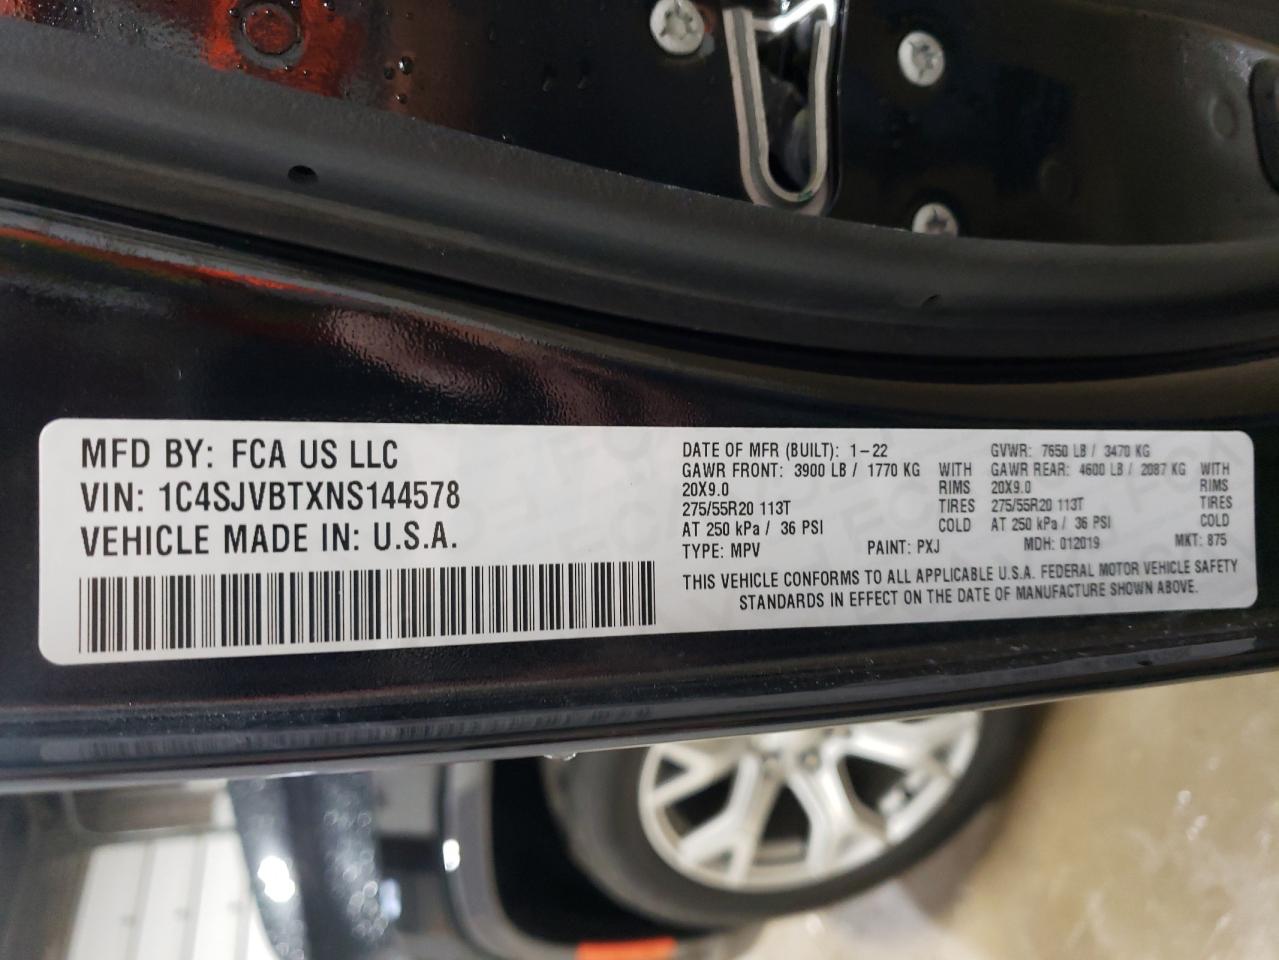 MFD BY: FCA US LLC
VIN: 1C4SJVBTXNS144578
VEHICLE MADE IN: U.S.A.
DATE OF MFR (BUILT): 1-22 GVWR: 7650 LB / 3470 KG
GAWR FRONT: 3900 LB / 1770 KG WITH GAWR REAR: 4600 LB / 2087 KG WITH
20X9.0 RIMS 20X9.0 RIMS
275/55R20 113T TIRES 275/55R20 113T TIRES
AT 250 kPa / 36 PSI COLD AT 250 kPa / 36 PSI COLD
TYPE: MPV PAINT: PXJ MDH: 012019 MKT: 875
THIS VEHICLE CONFORMS TO ALL APPLICABLE U.S.A. FEDERAL MOTOR VEHICLE SAFETY
STANDARDS IN EFFECT ON THE DATE OF MANUFACTURE SHOWN ABOVE.